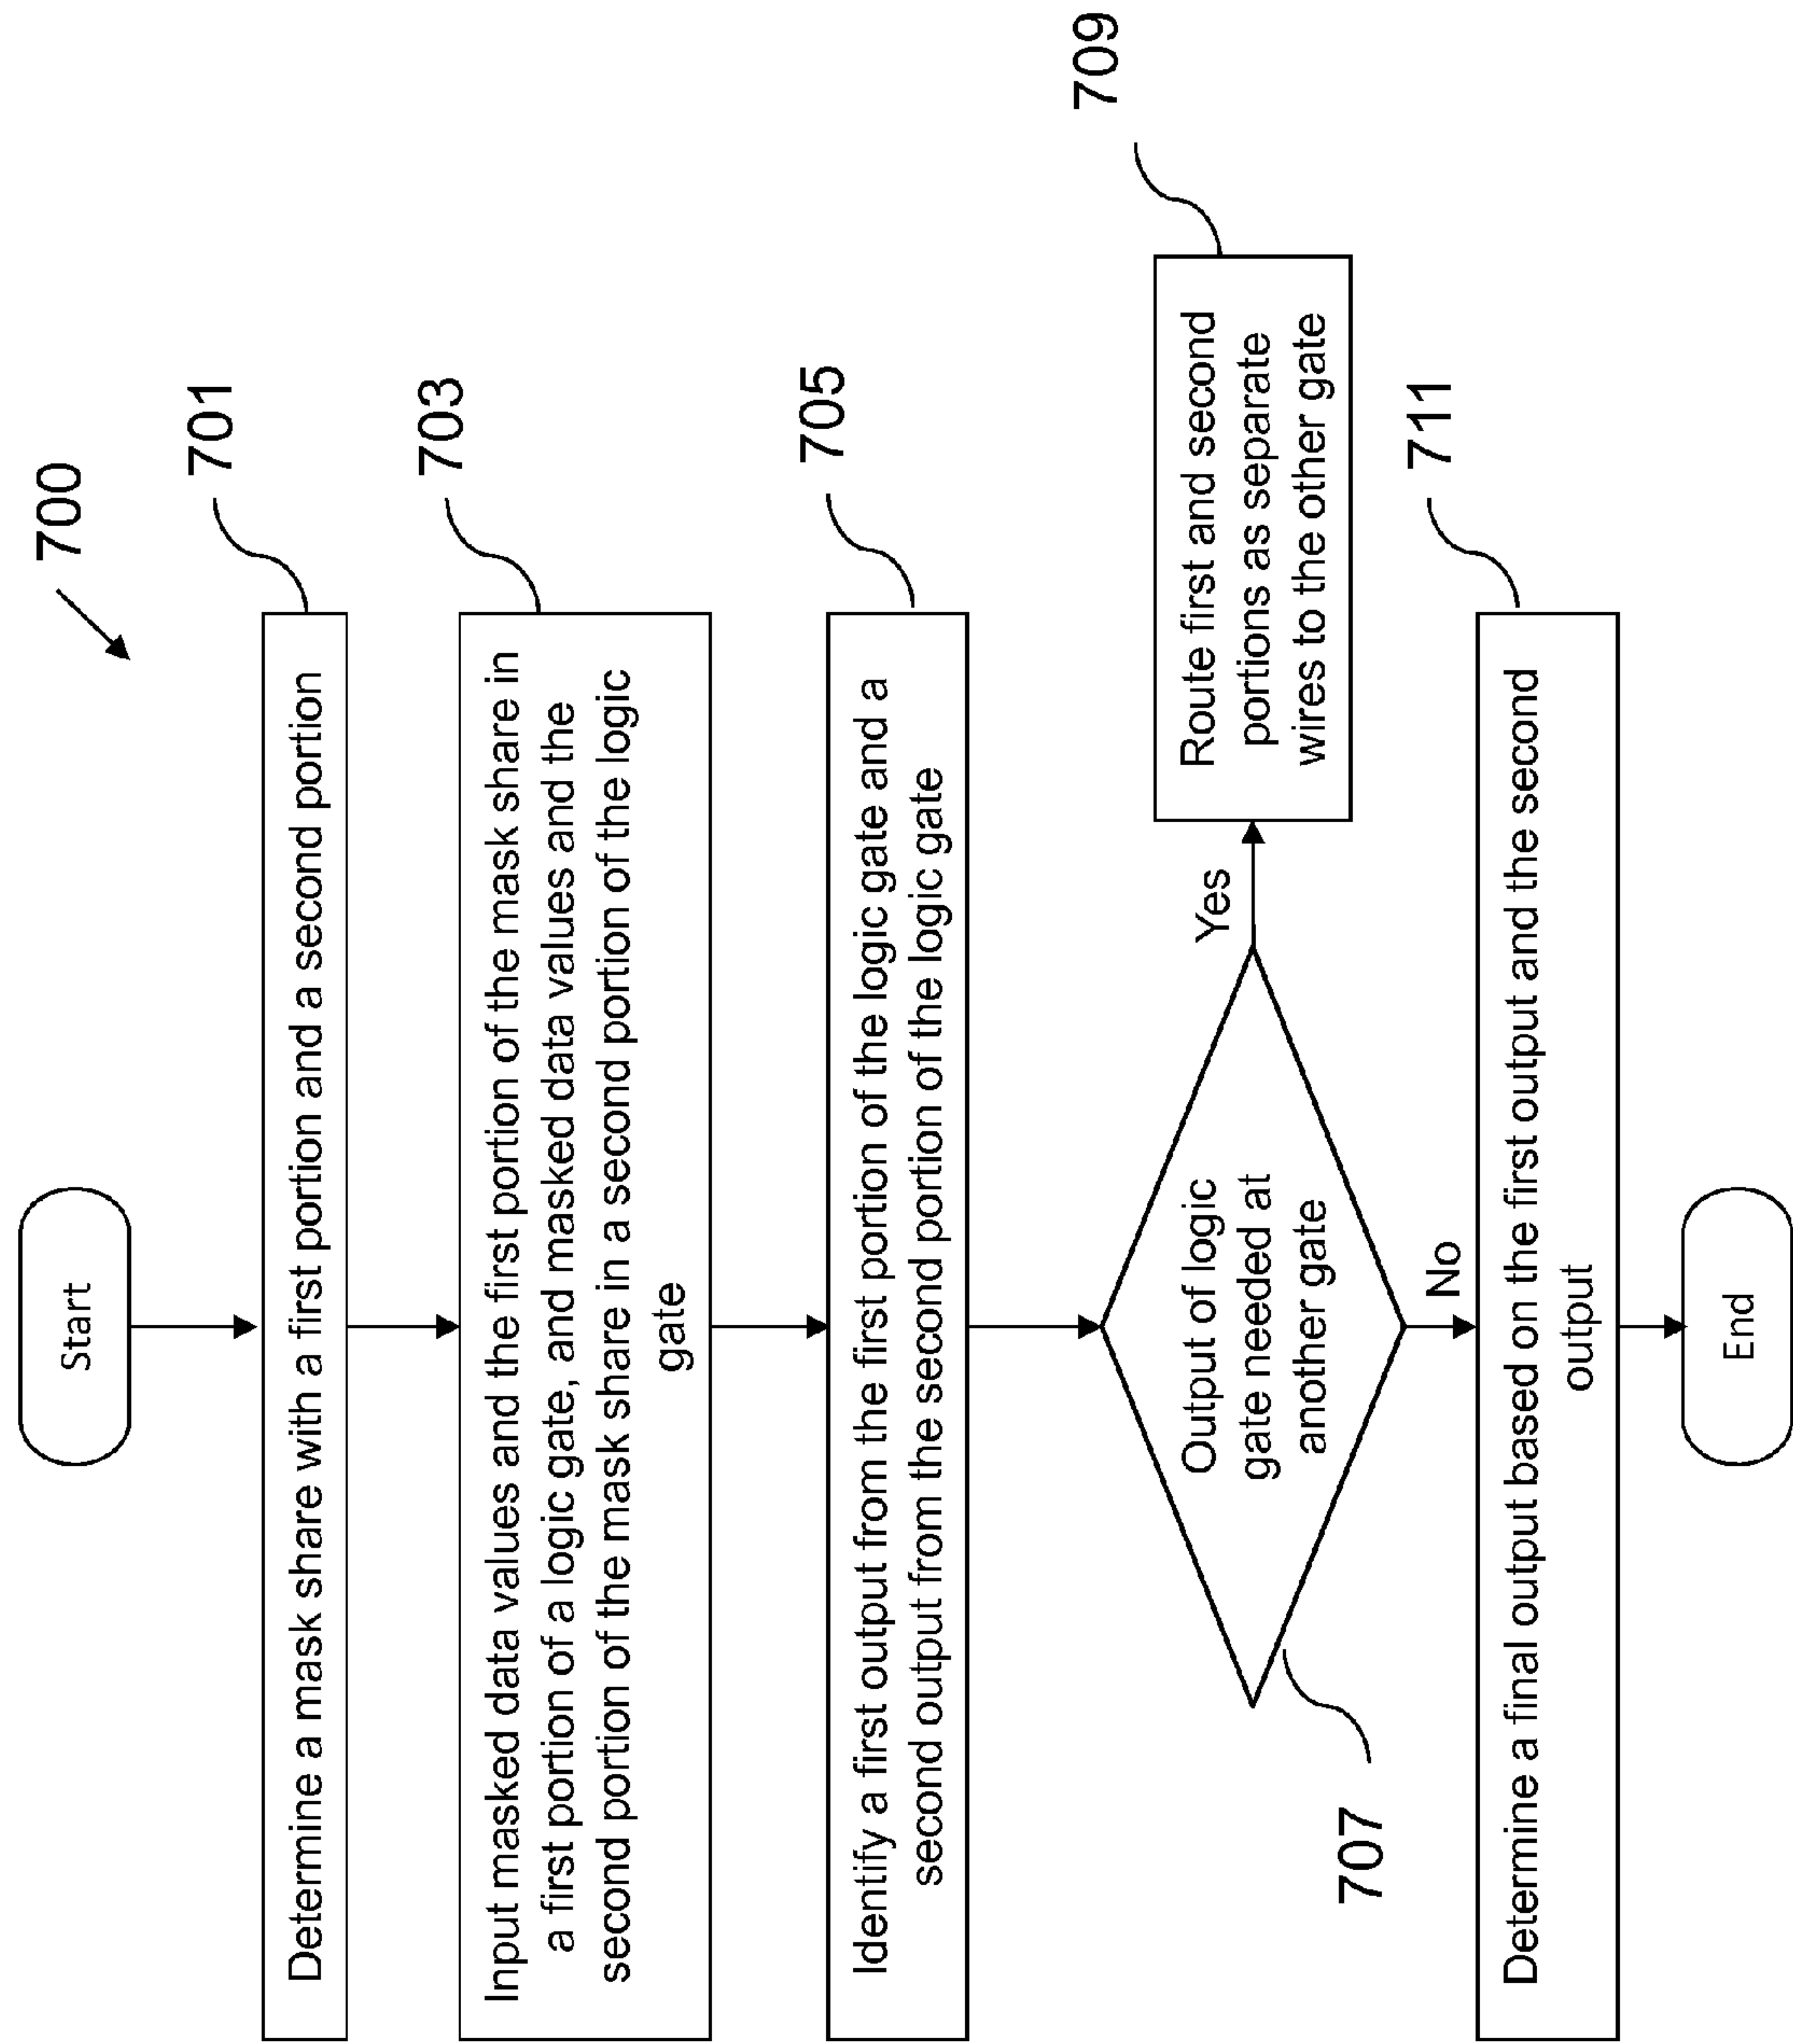 700
Start
701
Determine a mask share with a first portion and a second portion
703
Input masked data values and the first portion of the mask share in
a first portion of a logic gate, and masked data values and the
second portion of the mask share in a second portion of the logic
gate
705
Identify a first output from the first portion of the logic gate and a
second output from the second portion of the logic gate
707
Output of logic
gate needed at
another gate
Yes
709
Route first and second
portions as separate
wires to the other gate
No
711
Determine a final output based on the first output and the second
output
End